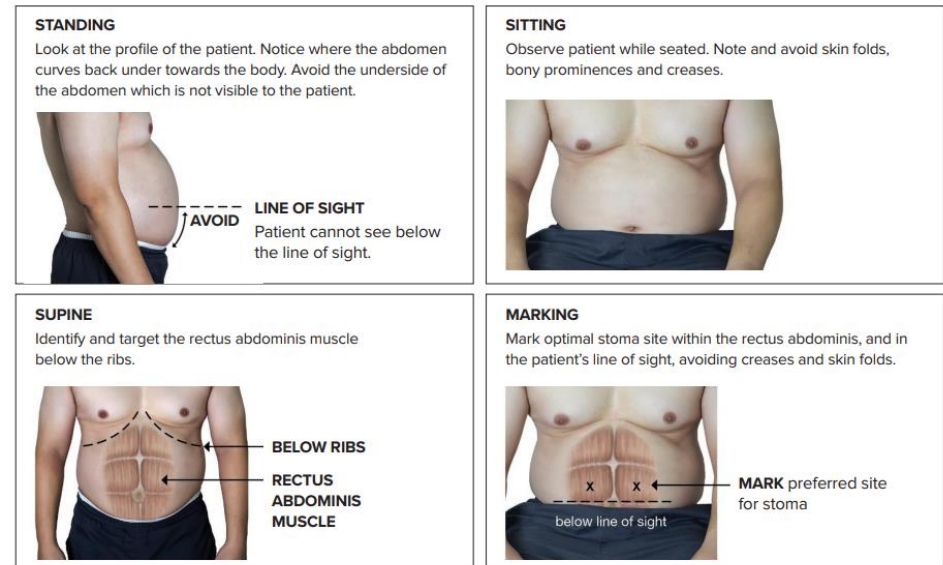 STANDING
Look at the profile of the patient. Notice where the abdomen
curves back under towards the body. Avoid the underside of
the abdomen which is not visible to the patient.
AVOID
LINE OF SIGHT
Patient cannot see below
the line of sight.
SITTING
Observe patient while seated. Note and avoid skin folds,
bony prominences and creases.
SUPINE
Identify and target the rectus abdominis muscle
below the ribs.
BELOW RIBS
RECTUS
ABDOMINIS
MUSCLE
MARKING
Mark optimal stoma site within the rectus abdominis, and in
the patient's line of sight, avoiding creases and skin folds.
X X
MARK preferred site
for stoma
below line of sight